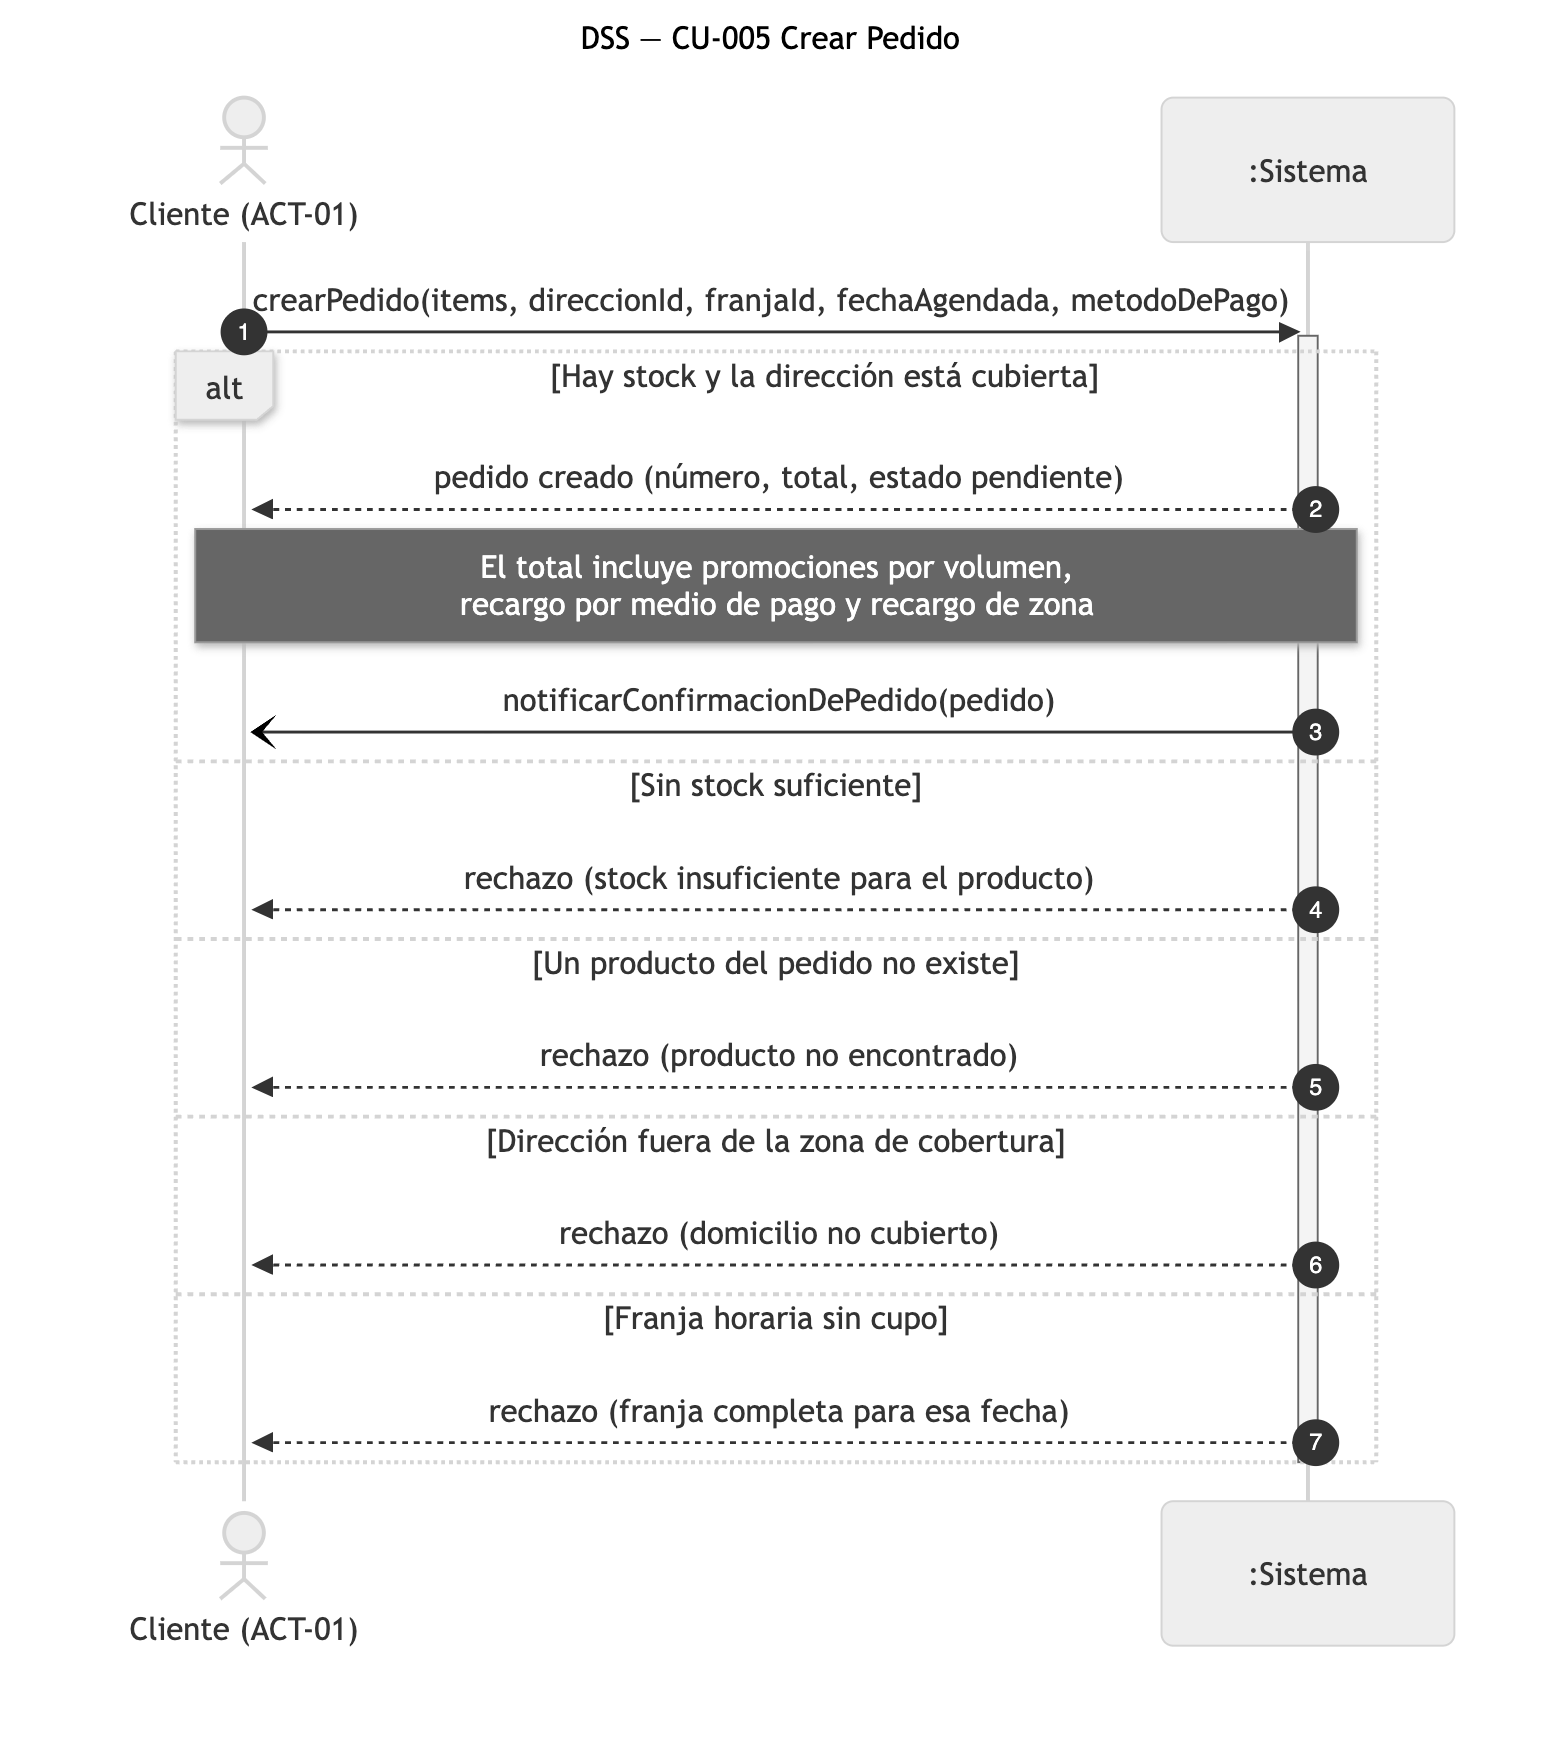 DSS — CU-005 Crear Pedido
Cliente (ACT-01)
:Sistema
crearPedido(items, direccionId, franjaId, fechaAgendada, metodoDePago)
1
alt
[Hay stock y la dirección está cubierta]
pedido creado (número, total, estado pendiente)
2
El total incluye promociones por volumen,
recargo por medio de pago y recargo de zona
notificarConfirmacionDePedido(pedido)
3
[Sin stock suficiente]
rechazo (stock insuficiente para el producto)
4
[Un producto del pedido no existe]
rechazo (producto no encontrado)
5
[Dirección fuera de la zona de cobertura]
rechazo (domicilio no cubierto)
6
[Franja horaria sin cupo]
rechazo (franja completa para esa fecha)
7
Cliente (ACT-01)
:Sistema